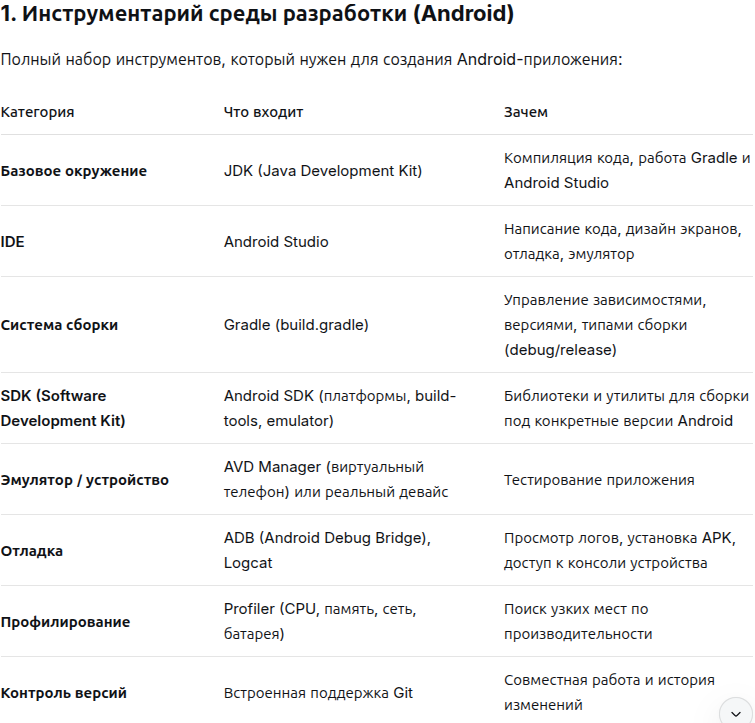 1. Инструментарий среды разработки (Android)
Полный набор инструментов, который нужен для создания Android-приложения:
Категория Что входит Зачем
Базовое окружение JDK (Java Development Kit) Компиляция кода, работа Gradle и
Android Studio
IDE Android Studio Написание кода, дизайн экранов,
отладка, эмулятор
Система сборки Gradle (build.gradle) Управление зависимостями,
версиями, типами сборки
(debug/release)
SDK (Software
Development Kit) Android SDK (платформы, build-
tools, emulator) Библиотеки и утилиты для сборки
под конкретные версии Android
Эмулятор / устройство AVD Manager (виртуальный
телефон) или реальный девайс Тестирование приложения
Отладка ADB (Android Debug Bridge),
Logcat Просмотр логов, установка APK,
доступ к консоли устройства
Профилирование Profiler (CPU, память, сеть,
батарея) Поиск узких мест по
производительности
Контроль версий Встроенная поддержка Git Совместная работа и история
изменений